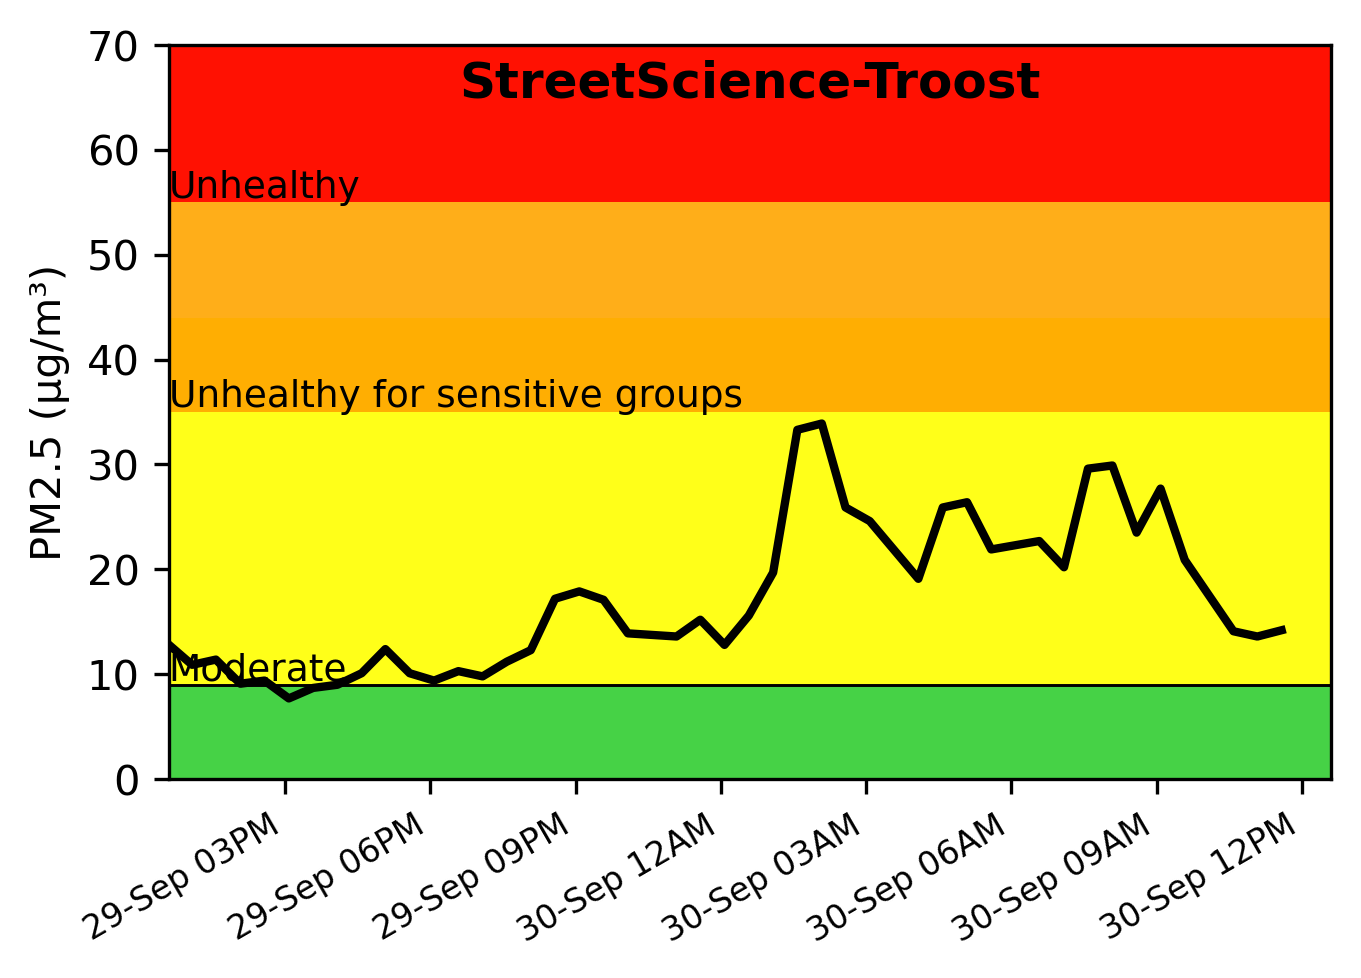 StreetScience-Troost
PM2.5 (µg/m³)
70
60
50
40
30
20
10
0
Unhealthy
Unhealthy for sensitive groups
Moderate
29-Sep 03PM
29-Sep 06PM
29-Sep 09PM
30-Sep 12AM
30-Sep 03AM
30-Sep 06AM
30-Sep 09AM
30-Sep 12PM